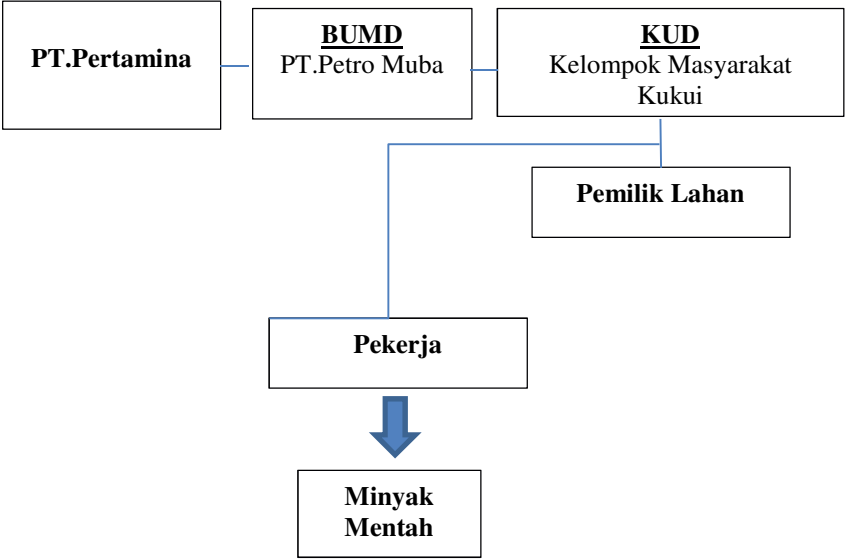 PT.Pertamina
BUMD
PT.Petro Muba
KUD
Kelompok Masyarakat
Kukui
Pemilik Lahan
Pekerja
Minyak
Mentah